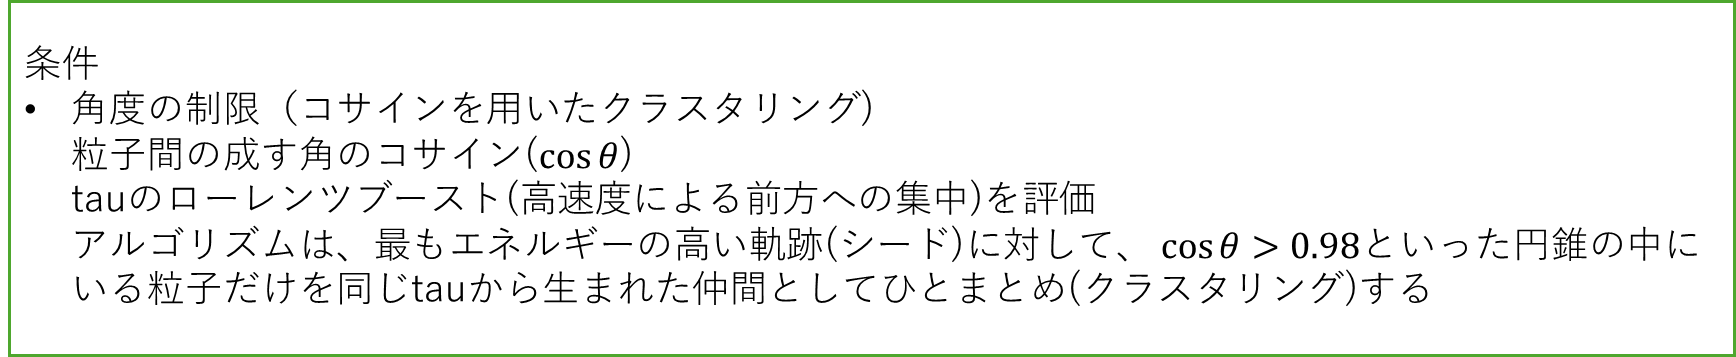 条件
• 角度の制限（コサインを用いたクラスタリング)
粒子間の成す角のコサイン(cos θ)
tauのローレンツブースト(高速度による前方への集中)を評価
アルゴリズムは、最もエネルギーの高い軌跡(シード)に対して、 cos θ > 0.98といった円錐の中に
いる粒子だけを同じtauから生まれた仲間としてひとまとめ(クラスタリング)する